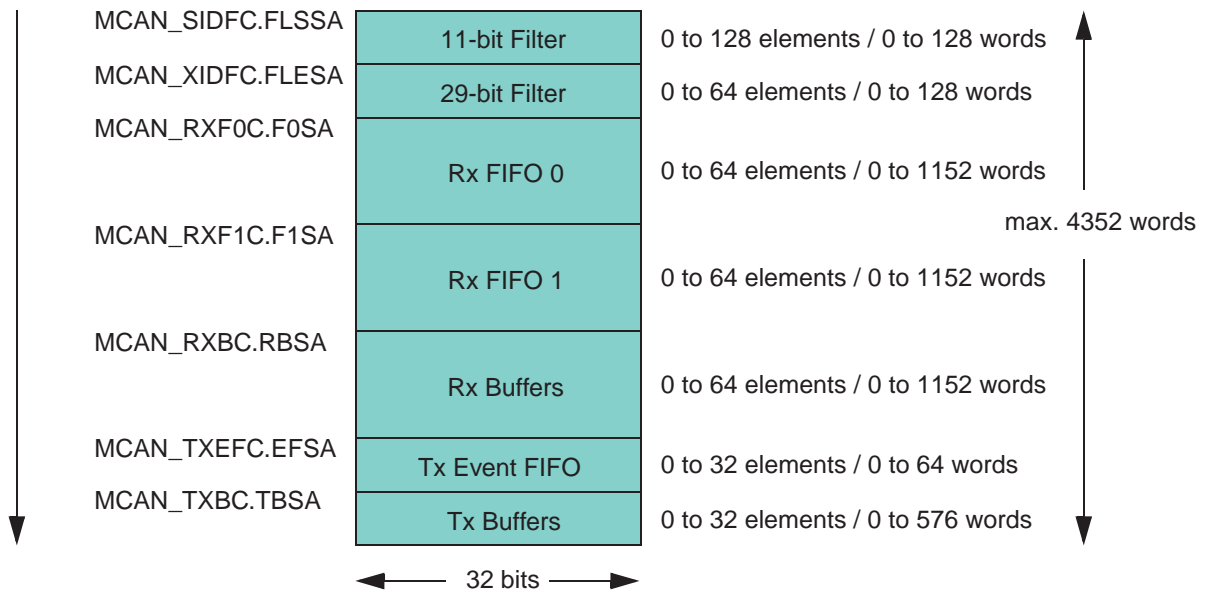 MCAN_SIDFC.FLSSA
11-bit Filter
0 to 128 elements / 0 to 128 words
MCAN_XIDFC.FLESA
29-bit Filter
0 to 64 elements / 0 to 128 words
MCAN_RXF0C.F0SA
Rx FIFO 0
0 to 64 elements / 0 to 1152 words
max. 4352 words
MCAN_RXF1C.F1SA
Rx FIFO 1
0 to 64 elements / 0 to 1152 words
MCAN_RXBC.RBSA
Rx Buffers
0 to 64 elements / 0 to 1152 words
MCAN_TXEFC.EFSA
Tx Event FIFO
0 to 32 elements / 0 to 64 words
MCAN_TXBC.TBSA
Tx Buffers
0 to 32 elements / 0 to 576 words
32 bits